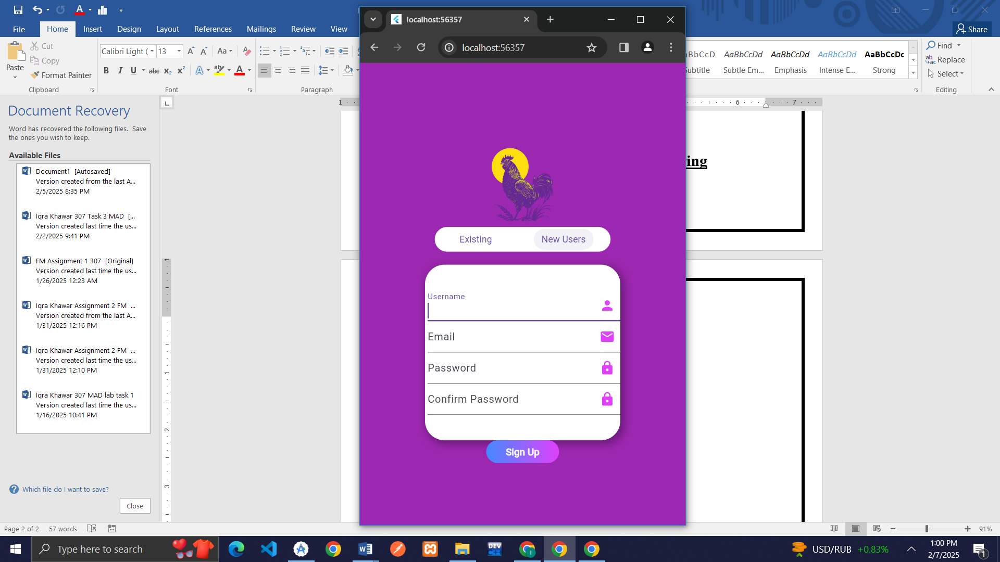 File
Home
Insert
Design
Layout
References
Mailings
Review
View
Share
Paste
Cut
Copy
Format Painter
Clipboard
Calibri Light (
13
Aa
B I U abc x₂ x²
Font
Paragraph
AaBbCcDd
Subtle Em...
AaBbCcDd
Emphasis
AaBbCcDd
Intense E...
Strong
Find
Replace
Select
Editing
localhost:56357
localhost:56357
Document Recovery
Word has recovered the following files. Save
the ones you wish to keep.
Available Files
Document1 [Autosaved]
Version created from the last A...
2/5/2025 8:35 PM
Iqra Khawar 307 Task 3 MAD [...
Version created last time the us...
2/2/2025 9:41 PM
FM Assignment 1 307 [Original]
Version created last time the us...
1/26/2025 12:23 AM
Iqra Khawar Assignment 2 FM ...
Version created from the last A...
1/31/2025 12:16 PM
Iqra Khawar Assignment 2 FM ...
Version created last time the us...
1/31/2025 12:10 PM
Iqra Khawar 307 MAD lab task 1
Version created last time the us...
1/16/2025 10:41 PM
Which file do I want to save?
Close
Existing
New Users
Username
Email
Password
Confirm Password
Sign Up
Page 2 of 2
57 words
91%
Type here to search
DEV
USD/RUB +0.83%
1:00 PM
2/7/2025
1